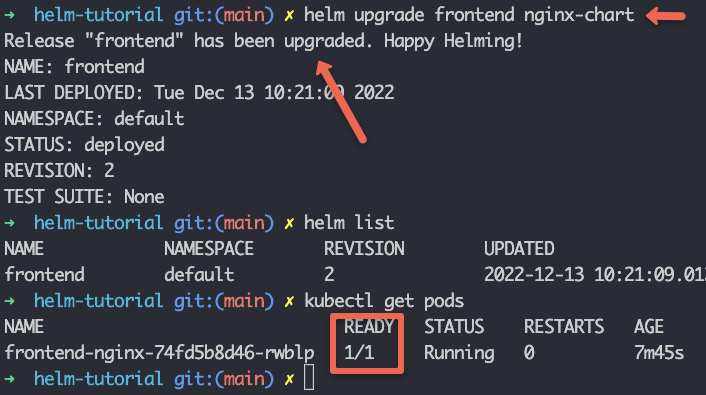 ➜ helm-tutorial git:(main) ✗ helm upgrade frontend nginx-chart
Release "frontend" has been upgraded. Happy Helming!
NAME: frontend
LAST DEPLOYED: Tue Dec 13 10:21:09 2022
NAMESPACE: default
STATUS: deployed
REVISION: 2
TEST SUITE: None
➜ helm-tutorial git:(main) ✗ helm list
NAME NAMESPACE REVISION UPDATED
frontend default 2 2022-12-13 10:21:09.012
➜ helm-tutorial git:(main) ✗ kubectl get pods
NAME READY STATUS RESTARTS AGE
frontend-nginx-74fd5b8d46-rwblp 1/1 Running 0 7m45s
➜ helm-tutorial git:(main) ✗